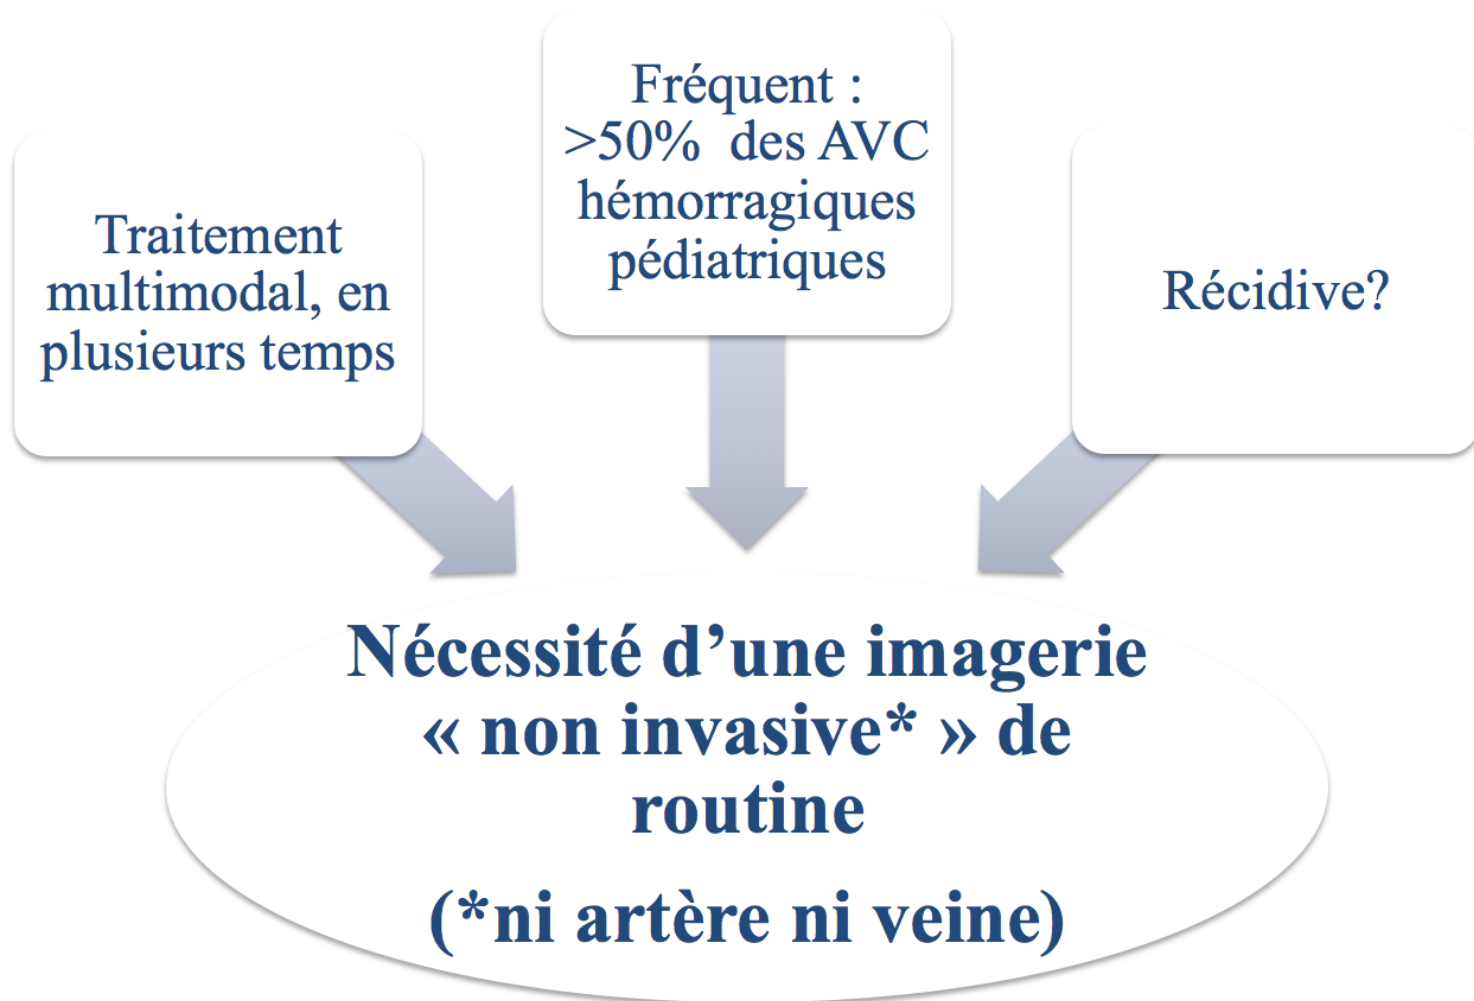 Traitement
multimodal, en
plusieurs temps
Fréquent :
>50% des AVC
hémorragiques
pédiatriques
Récidive?
Nécessité d’une imagerie
« non invasive* » de
routine
(*ni artère ni veine)